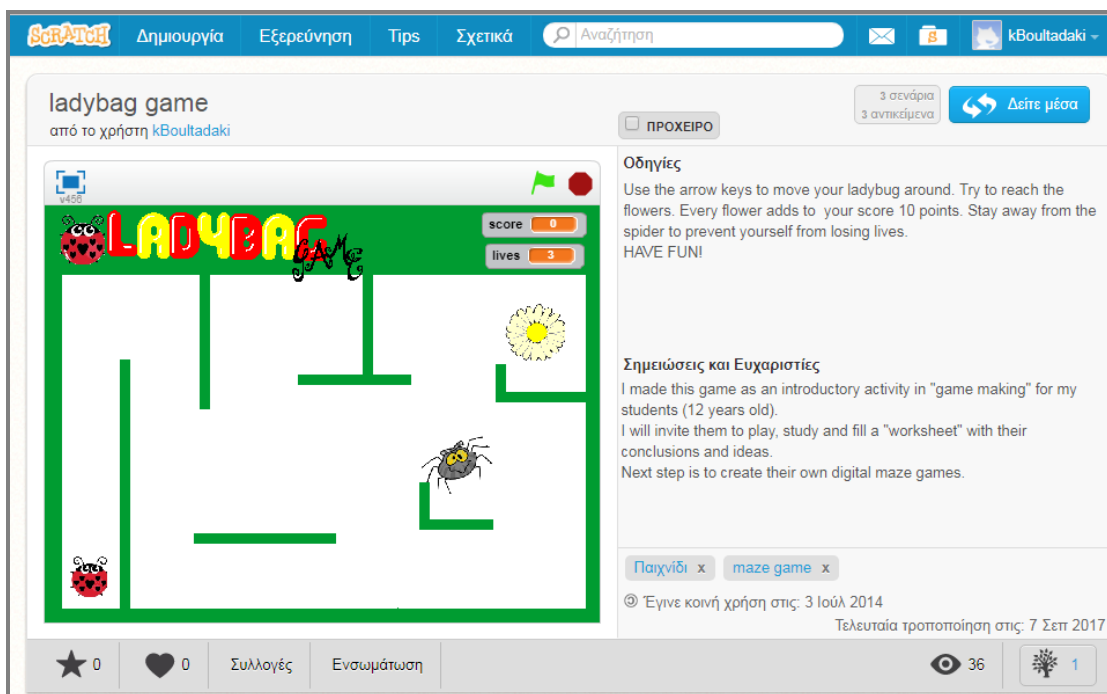 SCRATCH Δημιουργία Εξερεύνηση Tips Σχετικά Αναζήτηση S kBoultadaki
ladybag game
από το χρήστη kBoultadaki
ΠΡΟΧΕΙΡΟ
3 σενάρια
3 αντικείμενα
Δείτε μέσα
v456
LADYBAG
GAME
score 0
lives 3
Οδηγίες
Use the arrow keys to move your ladybug around. Try to reach the
flowers. Every flower adds to your score 10 points. Stay away from the
spider to prevent yourself from losing lives.
HAVE FUN!
Σημειώσεις και Ευχαριστίες
I made this game as an introductory activity in "game making" for my
students (12 years old).
I will invite them to play, study and fill a "worksheet" with their
conclusions and ideas.
Next step is to create their own digital maze games.
Παιχνίδι x maze game x
Έγινε κοινή χρήση στις: 3 Ιούλ 2014
Τελευταία τροποποίηση στις: 7 Σεπ 2017
0 0 Συλλογές Ενσωμάτωση 36 1